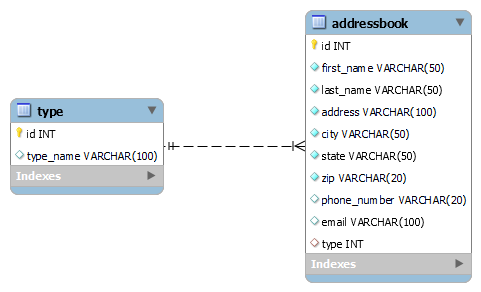 type
id INT
type_name VARCHAR(100)
Indexes
addressbook
id INT
first_name VARCHAR(50)
last_name VARCHAR(50)
address VARCHAR(100)
city VARCHAR(50)
state VARCHAR(50)
zip VARCHAR(20)
phone_number VARCHAR(20)
email VARCHAR(100)
type INT
Indexes